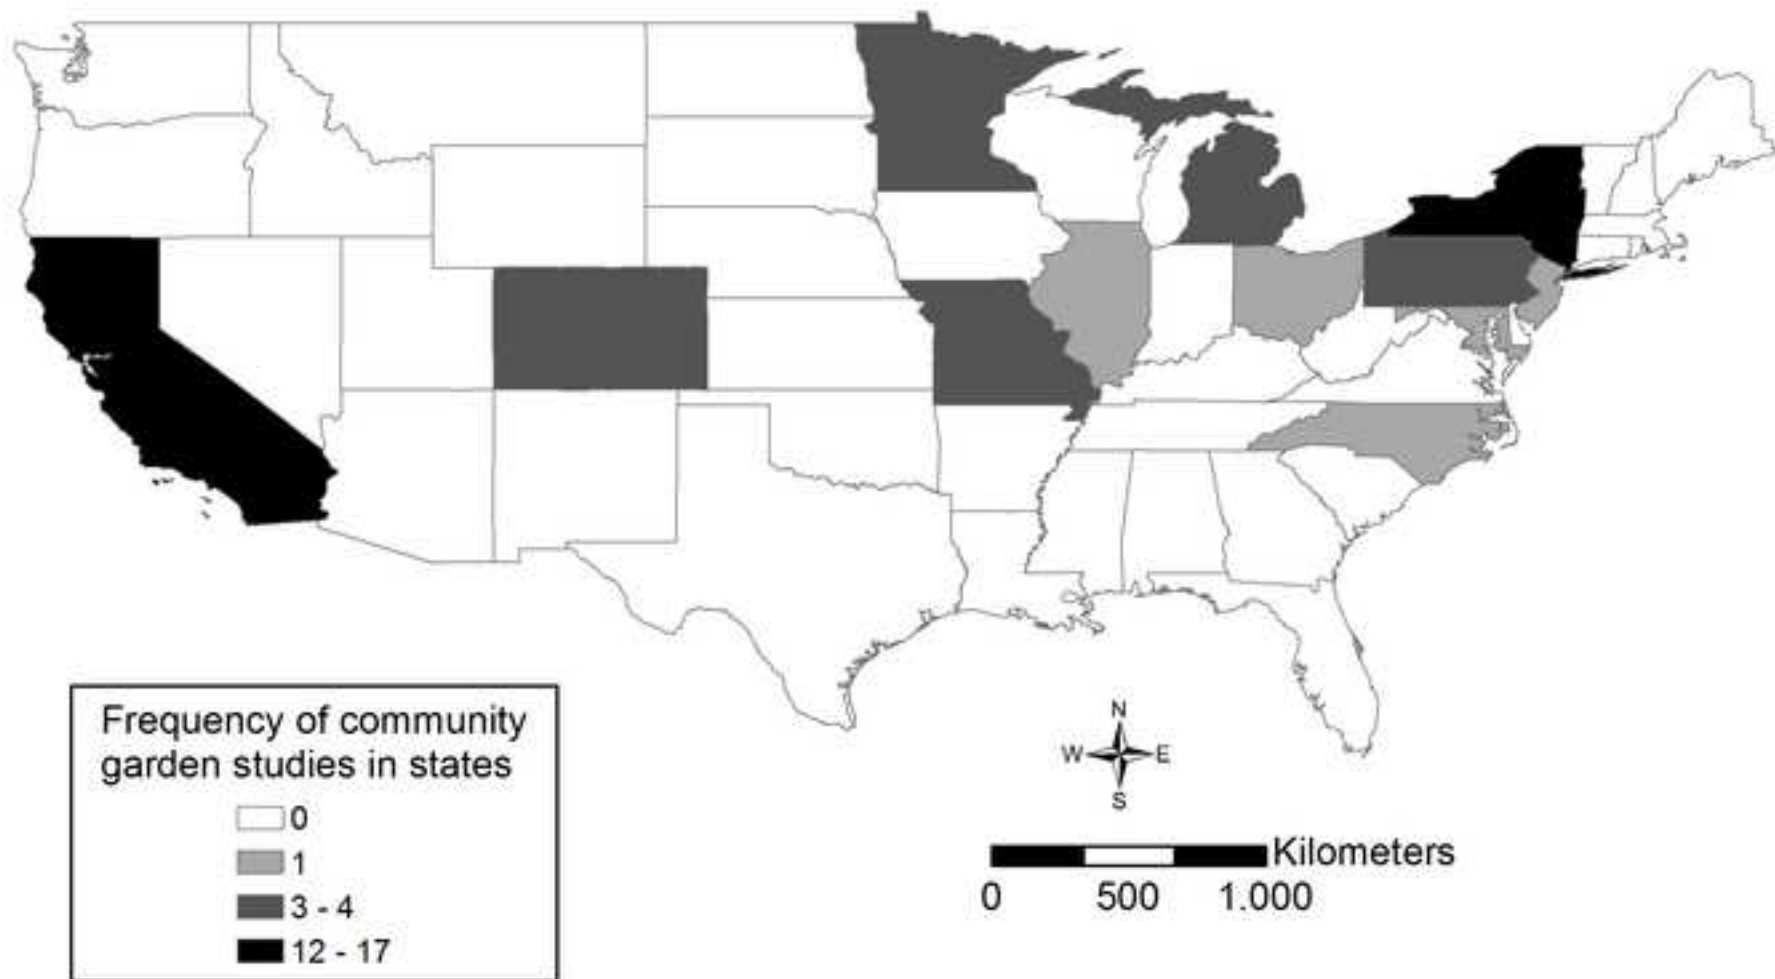 Frequency of community
garden studies in states
0
1
3 - 4
12 - 17
N
W E
S
Kilometers
0 500 1.000